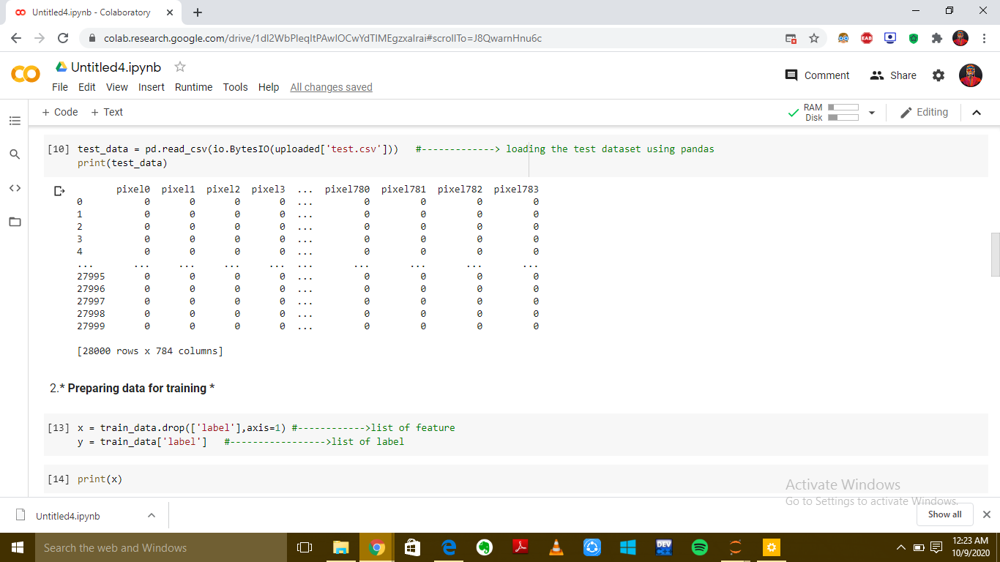 Untitled4.ipynb - Colaboratory
colab.research.google.com/drive/1dI2WbPleqItPAwIOCwYdTIMEgzxalrai#scrollTo=J8QwarnHnu6c
EAB
CO Untitled4.ipynb
Comment Share
File Edit View Insert Runtime Tools Help All changes saved
+ Code + Text
RAM
Disk
Editing
[10] test_data = pd.read_csv(io.BytesIO(uploaded['test.csv'])) #-------------> loading the test dataset using pandas
print(test_data)
pixel0 pixel1 pixel2 pixel3 ... pixel780 pixel781 pixel782 pixel783
0 0 0 0 0 ... 0 0 0 0
1 0 0 0 0 ... 0 0 0 0
2 0 0 0 0 ... 0 0 0 0
3 0 0 0 0 ... 0 0 0 0
4 0 0 0 0 ... 0 0 0 0
... ... ... ... ... ... ... ... ... ...
27995 0 0 0 0 ... 0 0 0 0
27996 0 0 0 0 ... 0 0 0 0
27997 0 0 0 0 ... 0 0 0 0
27998 0 0 0 0 ... 0 0 0 0
27999 0 0 0 0 ... 0 0 0 0
[28000 rows x 784 columns]
2.* Preparing data for training *
[13] x = train_data.drop(['label'],axis=1) #------------>list of feature
y = train_data['label'] #----------------->list of label
[14] print(x)
Activate Windows
Go to Settings to activate Windows.
Untitled4.ipynb
Show all
Search the web and Windows
DEV
12:23 AM
10/9/2020